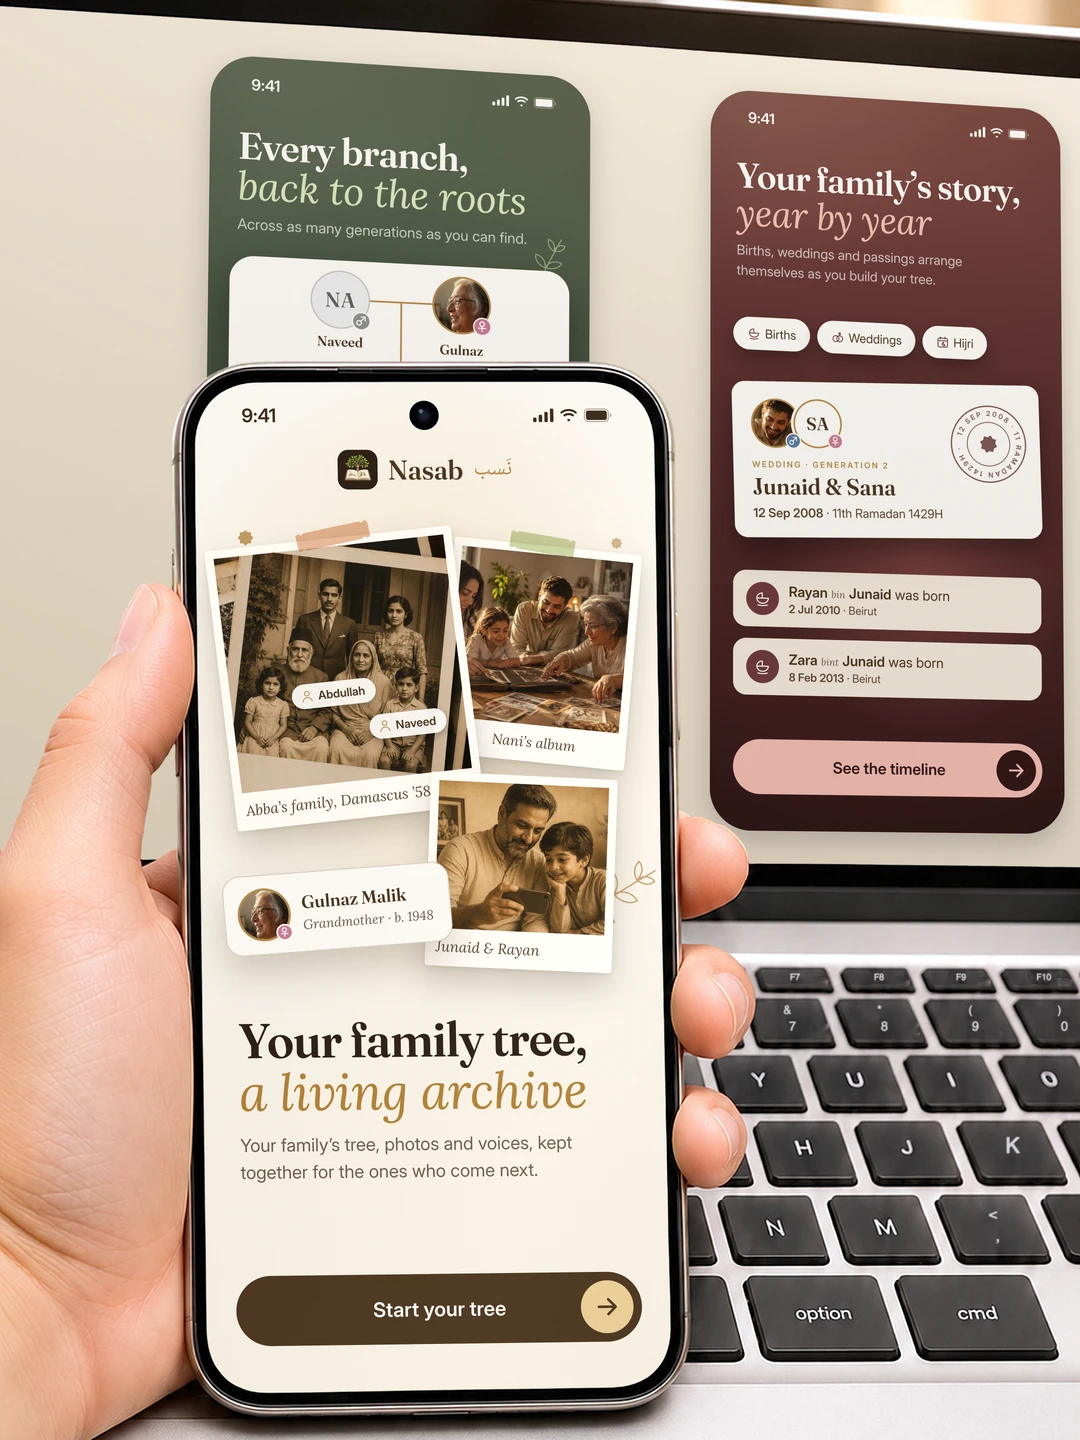 9:41
Every branch,
back to the roots
Across as many generations as you can find.
NA
Naveed
Gulnaz
9:41
Your family's story,
year by year
Births, weddings and passings arrange
themselves as you build your tree.
Births
Weddings
Hijri
SA
12 SEP 2008 · 11 RAMADAN 1429H ·
WEDDING · GENERATION 2
Junaid & Sana
12 Sep 2008 · 11th Ramadan 1429H
Rayan bin Junaid was born
2 Jul 2010 · Beirut
Zara bint Junaid was born
8 Feb 2013 · Beirut
See the timeline
9:41
Nasab نَسب
Abdullah
Naveed
Abba's family, Damascus '58
Nani's album
Gulnaz Malik
Grandmother · b. 1948
Junaid & Rayan
Your family tree,
a living archive
Your family's tree, photos and voices, kept
together for the ones who come next.
Start your tree
F7 F8 F9 F10
& * ( )
7 8 9 0
Y U I O
H J K
N M <
,
option cmd